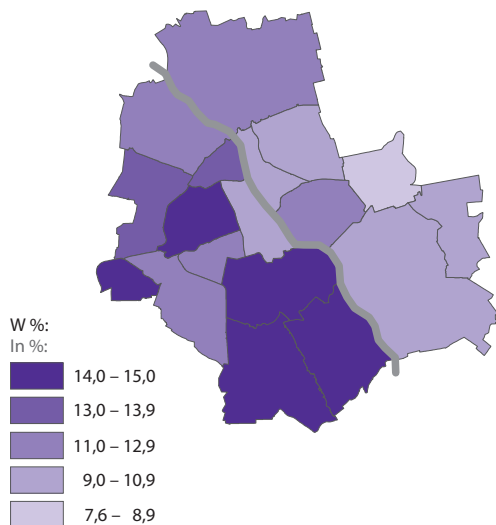 W %:
In %:
14,0 – 15,0
13,0 – 13,9
11,0 – 12,9
9,0 – 10,9
7,6 – 8,9